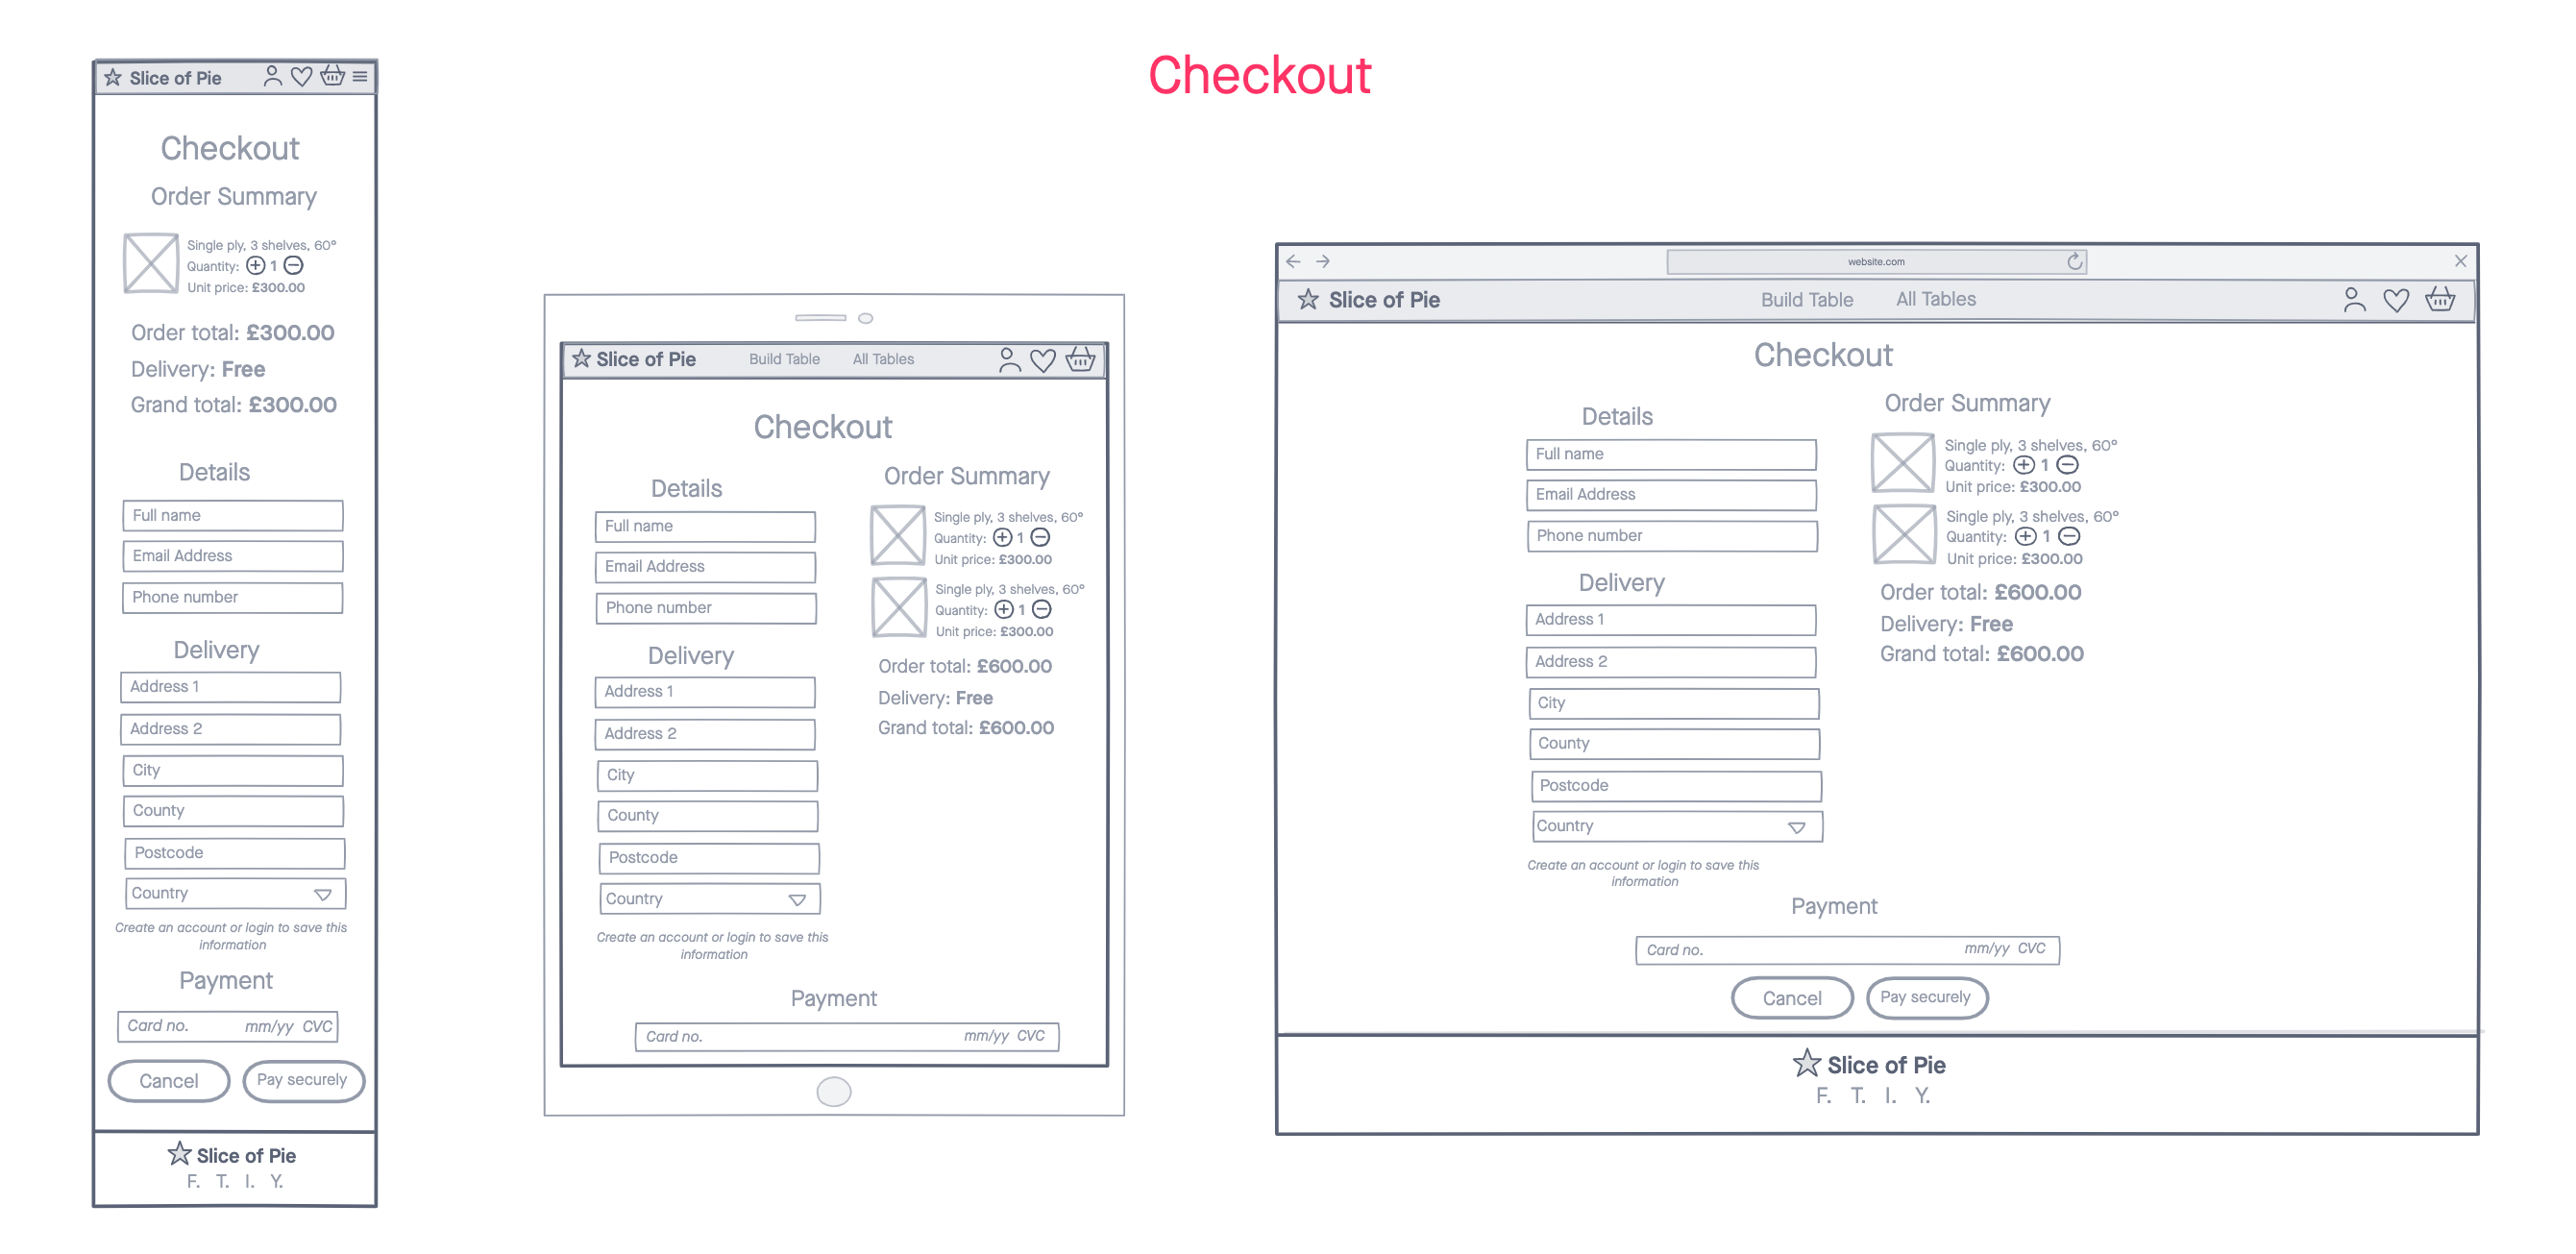 Checkout
Slice of Pie
Checkout
Order Summary
Single ply, 3 shelves, 60°
Quantity: 1
Unit price: £300.00
Order total: £300.00
Delivery: Free
Grand total: £300.00
Details
Full name
Email Address
Phone number
Delivery
Address 1
Address 2
City
County
Postcode
Country
Create an account or login to save this
information
Payment
Card no. mm/yy CVC
Cancel Pay securely
Slice of Pie
F. T. I. Y.
Slice of Pie Build Table All Tables
Checkout
Details
Full name
Email Address
Phone number
Delivery
Address 1
Address 2
City
County
Postcode
Country
Create an account or login to save this
information
Order Summary
Single ply, 3 shelves, 60°
Quantity: 1
Unit price: £300.00
Single ply, 3 shelves, 60°
Quantity: 1
Unit price: £300.00
Order total: £600.00
Delivery: Free
Grand total: £600.00
Payment
Card no. mm/yy CVC
website.com
Slice of Pie Build Table All Tables
Checkout
Details
Full name
Email Address
Phone number
Delivery
Address 1
Address 2
City
County
Postcode
Country
Create an account or login to save this
information
Order Summary
Single ply, 3 shelves, 60°
Quantity: 1
Unit price: £300.00
Single ply, 3 shelves, 60°
Quantity: 1
Unit price: £300.00
Order total: £600.00
Delivery: Free
Grand total: £600.00
Payment
Card no. mm/yy CVC
Cancel Pay securely
Slice of Pie
F. T. I. Y.